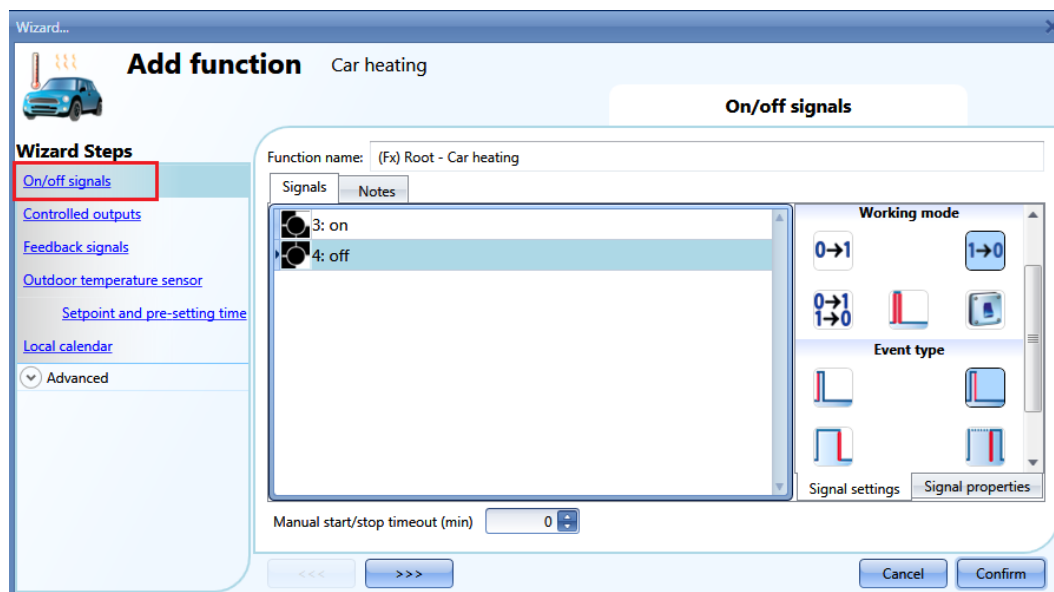 Wizard...
Add function Car heating
On/off signals
Wizard Steps
On/off signals
Controlled outputs
Feedback signals
Outdoor temperature sensor
Setpoint and pre-setting time
Local calendar
Advanced
Function name: (Fx) Root - Car heating
Signals Notes
3: on
4: off
Working mode
0→1 1→0
0→1
1→0
Event type
Signal settings Signal properties
Manual start/stop timeout (min) 0
<<< >>> Cancel Confirm